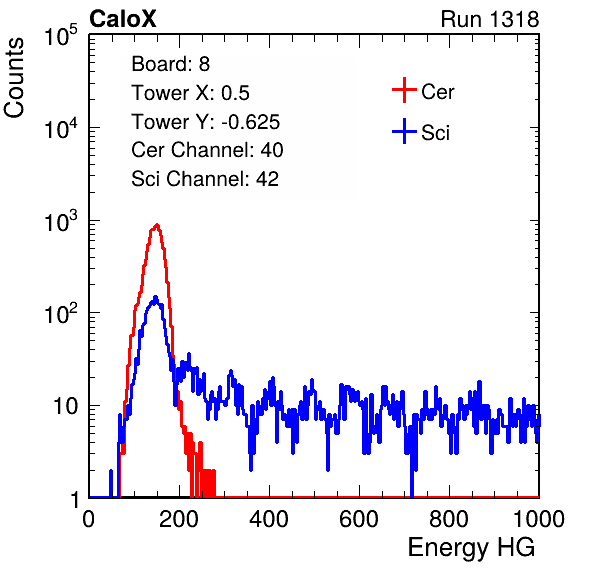 CaloX Run 1318
Board: 8
Tower X: 0.5
Tower Y: -0.625
Cer Channel: 40
Sci Channel: 42
Cer
Sci
Counts
10^5
10^4
10^3
10^2
10
1
0 200 400 600 800 1000
Energy HG